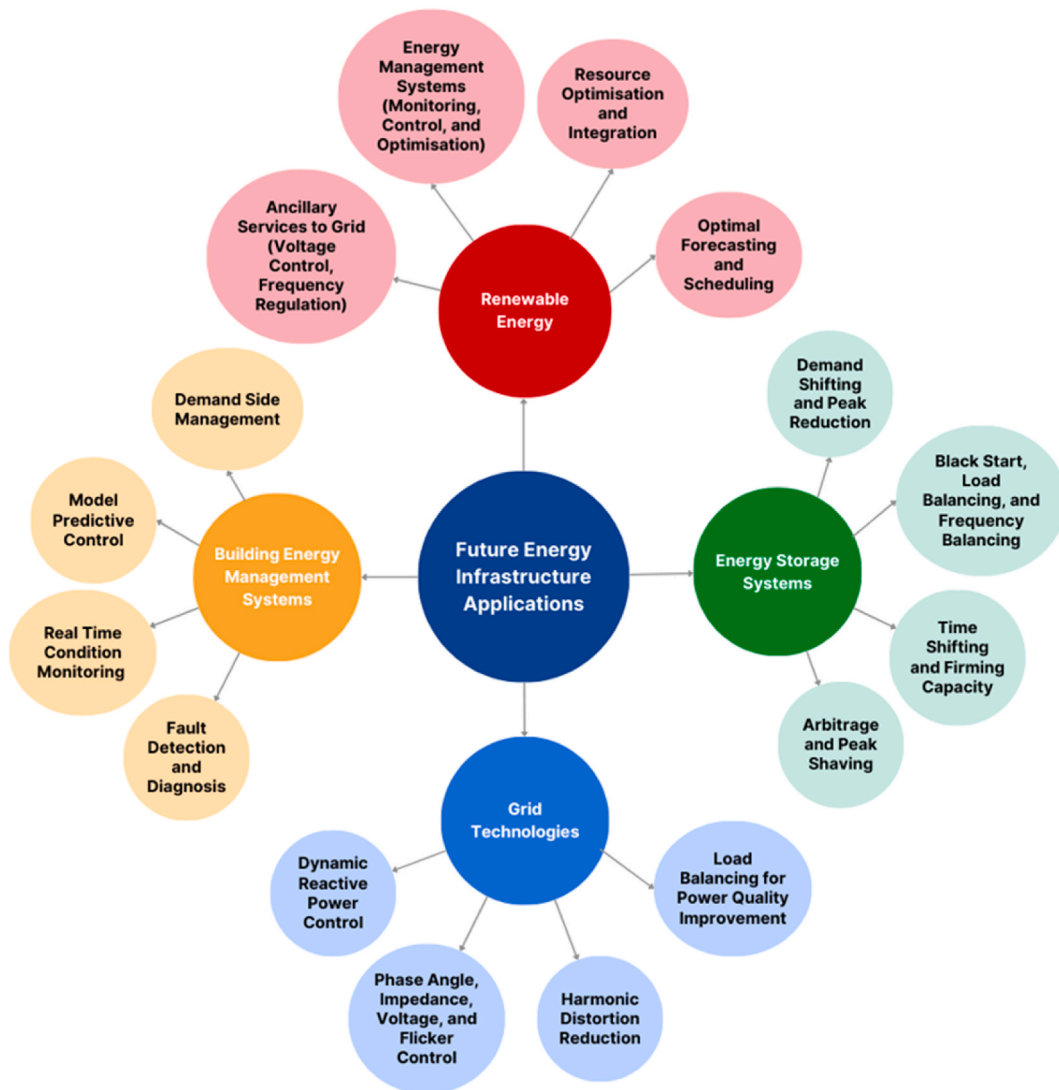 Energy
Management
Systems
(Monitoring,
Control, and
Optimisation)
Resource
Optimisation
and
Integration
Ancillary
Services to Grid
(Voltage
Control,
Frequency
Regulation)
Optimal
Forecasting
and
Scheduling
Renewable
Energy
Demand Side
Management
Demand
Shifting
and Peak
Reduction
Model
Predictive
Control
Black Start,
Load
Balancing, and
Frequency
Balancing
Building Energy
Management
Systems
Future Energy
Infrastructure
Applications
Energy Storage
Systems
Real Time
Condition
Monitoring
Time
Shifting
and Firming
Capacity
Fault
Detection
and
Diagnosis
Arbitrage
and Peak
Shaving
Grid
Technologies
Dynamic
Reactive
Power
Control
Load
Balancing for
Power Quality
Improvement
Phase Angle,
Impedance,
Voltage, and
Flicker
Control
Harmonic
Distortion
Reduction